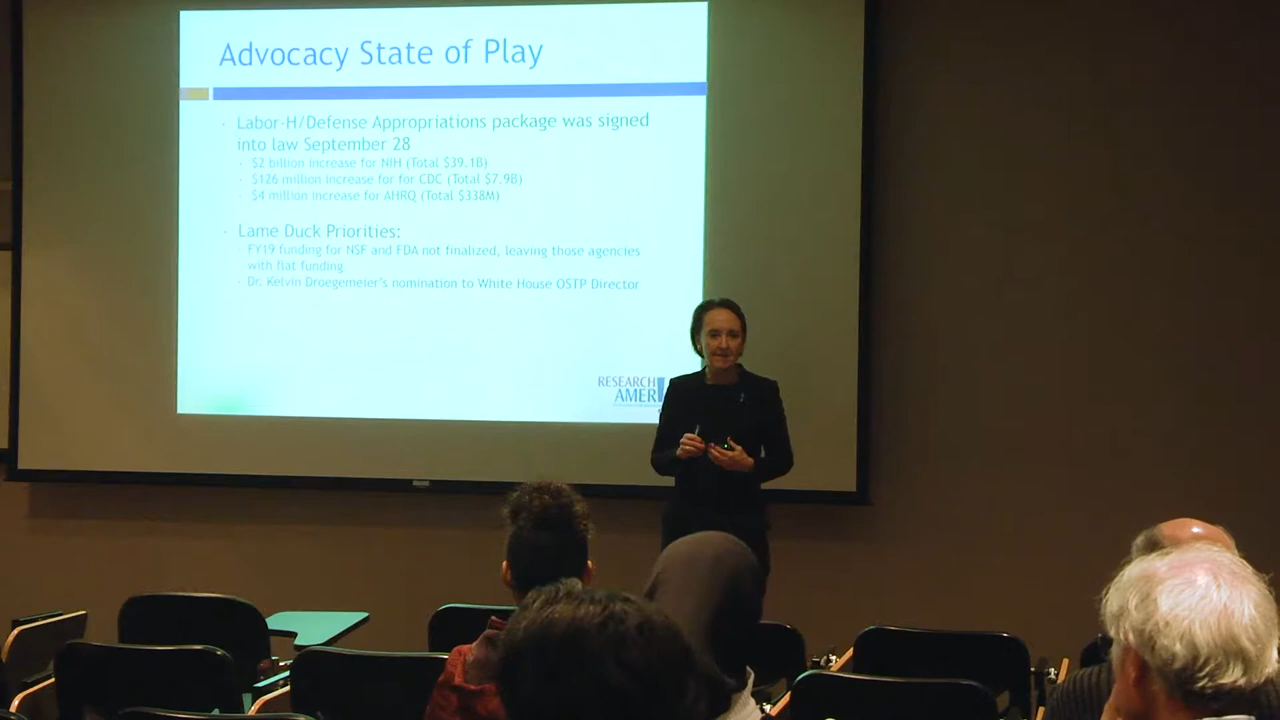 Advocacy State of Play
Labor-H/Defense Appropriations package was signed
into law September 28
$2 billion increase for NIH (Total $39.1B)
$126 million increase for for CDC (Total $7.9B)
$4 million increase for AHRQ (Total $338M)
Lame Duck Priorities:
FY19 funding for NSF and FDA not finalized, leaving those agencies
with flat funding
Dr. Kelvin Droegemeier's nomination to White House OSTP Director
RESEARCH
AMER